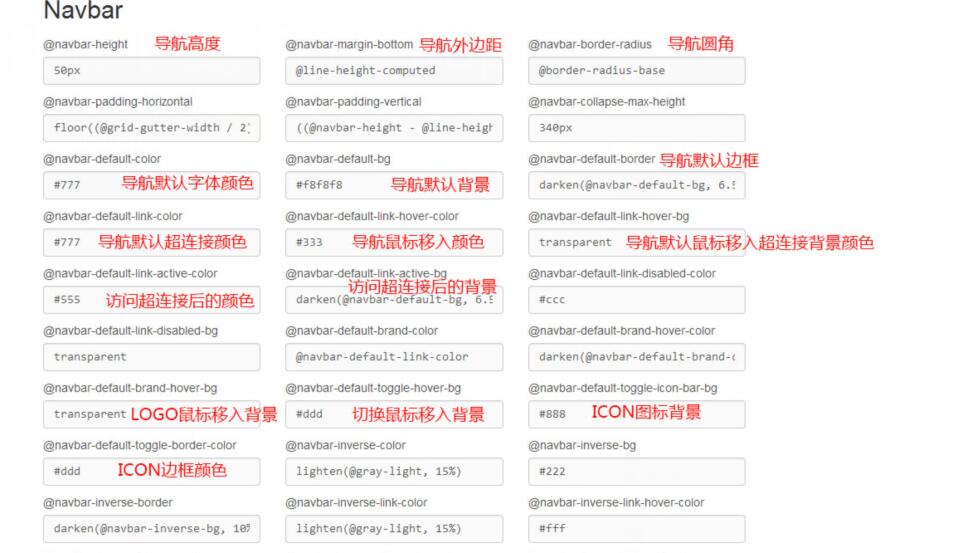 Navbar
@navbar-height 导航高度 @navbar-margin-bottom 导航外边距 @navbar-border-radius 导航圆角
50px @line-height-computed @border-radius-base
@navbar-padding-horizontal @navbar-padding-vertical @navbar-collapse-max-height
floor((@grid-gutter-width / 2) ((@navbar-height - @line-heigh 340px
@navbar-default-color @navbar-default-bg @navbar-default-border 导航默认边框
#777 导航默认字体颜色 #f8f8f8 导航默认背景 darken(@navbar-default-bg, 6.5
@navbar-default-link-color @navbar-default-link-hover-color @navbar-default-link-hover-bg
#777 导航默认超连接颜色 #333 导航鼠标移入颜色 transparent 导航默认鼠标移入超连接背景颜色
@navbar-default-link-active-color @navbar-default-link-active-bg @navbar-default-link-disabled-color
#555 访问超连接后的颜色 访问超连接后的背景 darken(@navbar-default-bg, 6.5 #ccc
@navbar-default-link-disabled-bg @navbar-default-brand-color @navbar-default-brand-hover-color
transparent @navbar-default-link-color darken(@navbar-default-brand-c
@navbar-default-brand-hover-bg @navbar-default-toggle-hover-bg @navbar-default-toggle-icon-bar-bg
transparent LOGO鼠标移入背景 #ddd 切换鼠标移入背景 #888 ICON图标背景
@navbar-default-toggle-border-color @navbar-inverse-color @navbar-inverse-bg
#ddd ICON边框颜色 lighten(@gray-light, 15%) #222
@navbar-inverse-border @navbar-inverse-link-color @navbar-inverse-link-hover-color
darken(@navbar-inverse-bg, 10% lighten(@gray-light, 15%) #fff